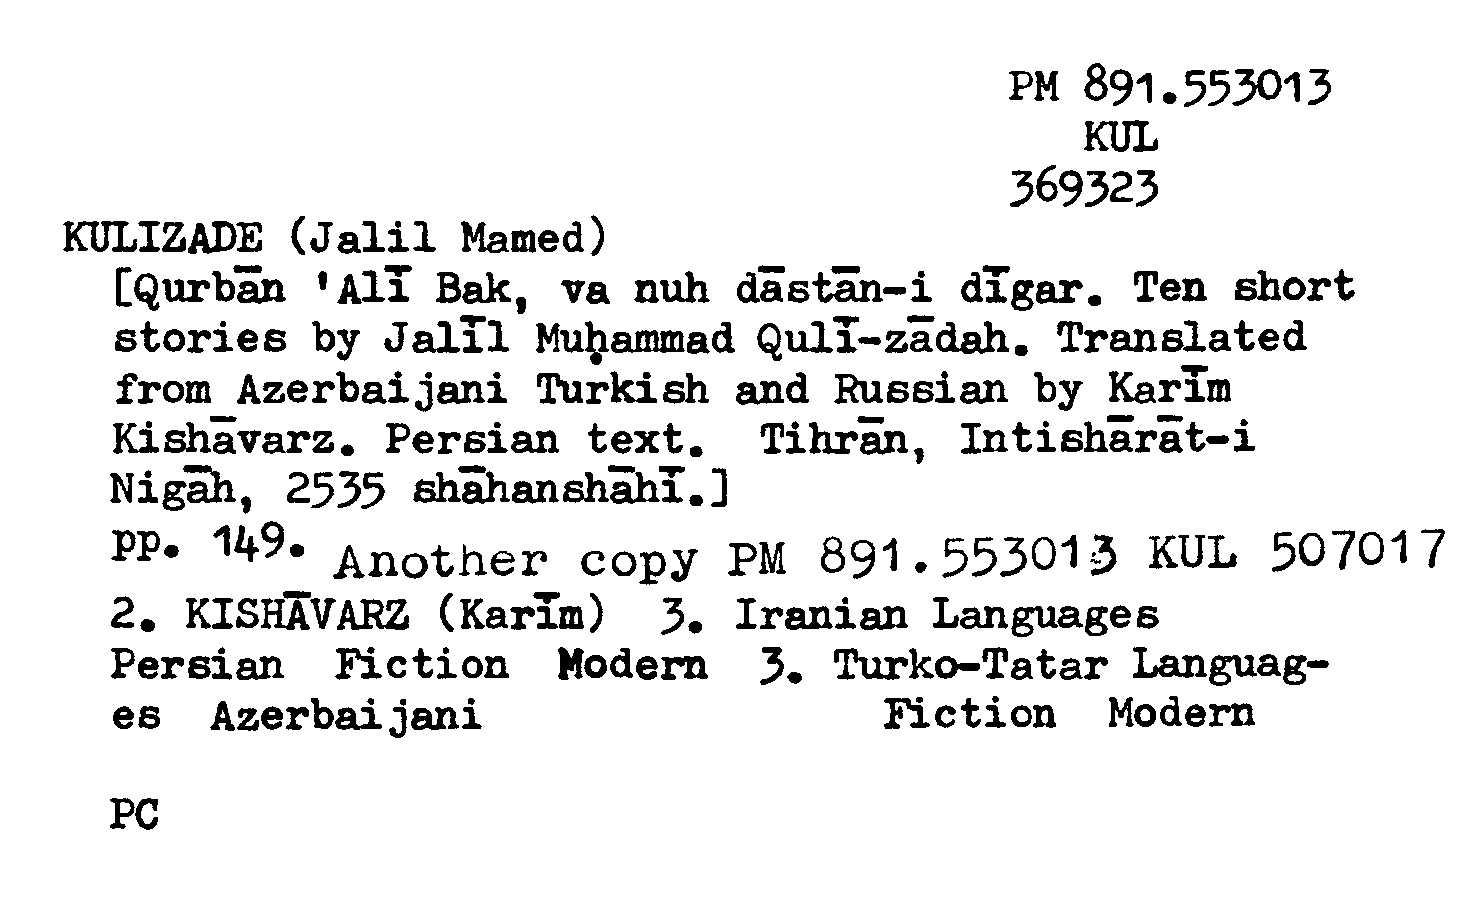 PM 891.553013
KUL
369323
KULIZADE (Jalil Mamed)
[Qurbān 'Alī Bak, va nuh dāstān-i dīgar. Ten short
stories by Jalīl Muḥammad Qulī-zādah. Translated
from Azerbaijani Turkish and Russian by Karīm
Kishāvarz. Persian text. Tihrān, Intishārāt-i
Nigāh, 2535 shāhanshāhī.]
pp. 149. Another copy PM 891.553013 KUL 507017
2. KISHĀVARZ (Karīm) 3. Iranian Languages
Persian Fiction Modern 3. Turko-Tatar Languag-
es Azerbaijani Fiction Modern
PC